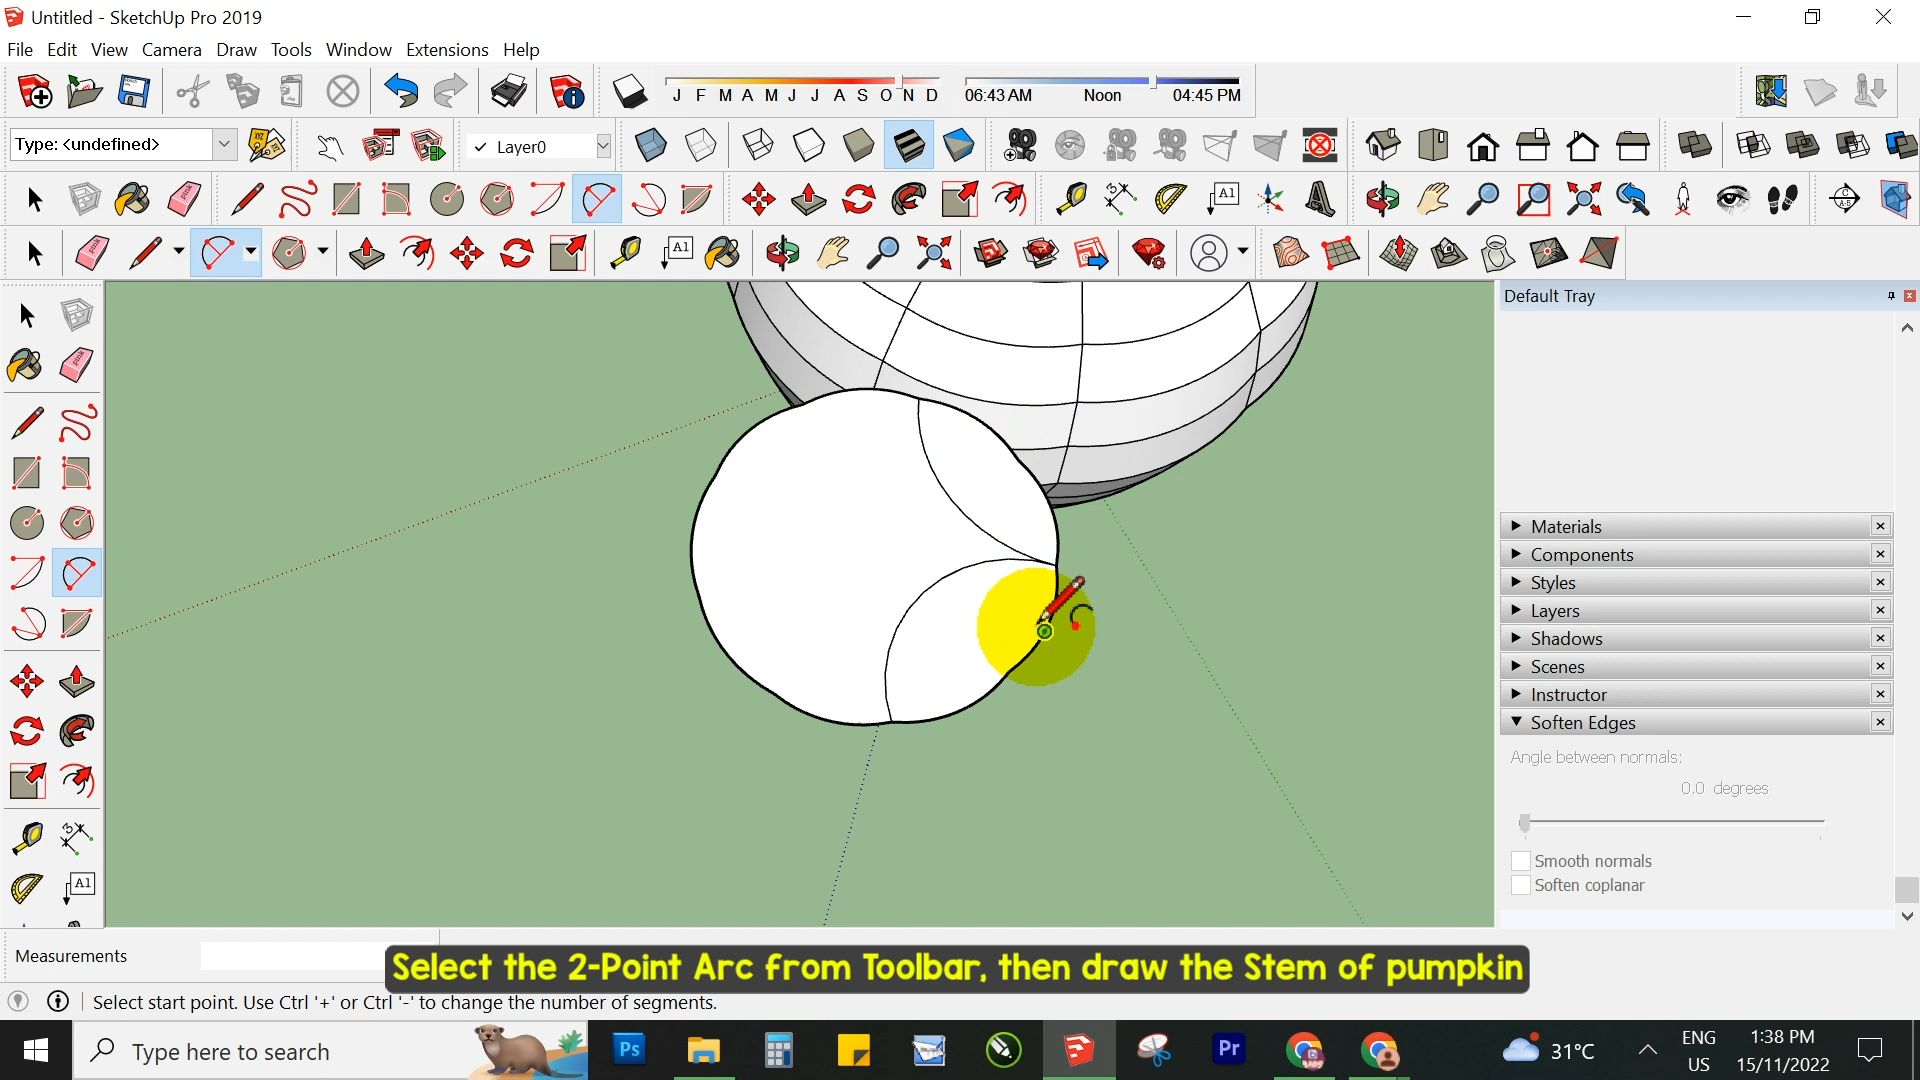 Untitled - SketchUp Pro 2019
File Edit View Camera Draw Tools Window Extensions Help
J F M A M J J A S O N D 06:43 AM Noon 04:45 PM
Type: <undefined> Layer0
Default Tray
Materials
Components
Styles
Layers
Shadows
Scenes
Instructor
Soften Edges
Angle between normals:
0.0 degrees
Smooth normals
Soften coplanar
Measurements
Select the 2-Point Arc from Toolbar, then draw the Stem of pumpkin
Select start point. Use Ctrl '+' or Ctrl '-' to change the number of segments.
Type here to search
Ps
Pr
31°C
ENG
US
1:38 PM
15/11/2022